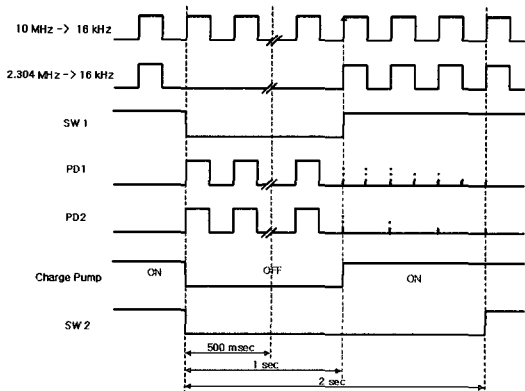 10 MHz -> 16 kHz
2.304 MHz -> 16 kHz
SW 1
PD1
PD2
Charge Pump ON OFF ON
SW 2
500 msec
1 sec
2 sec